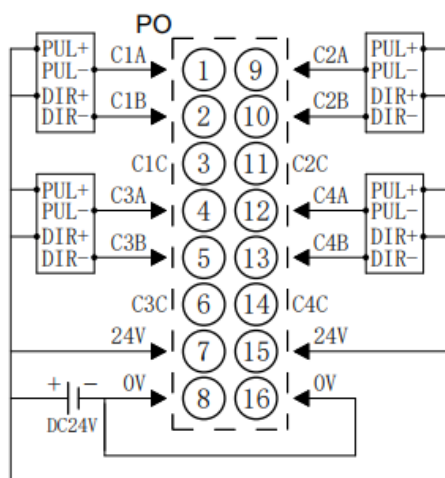 PO
PUL+ C1A 1 9 C2A PUL+
PUL- PUL-
DIR+ C1B 2 10 C2B DIR+
DIR- DIR-
C1C 3 11 C2C
PUL+ C3A 4 12 C4A PUL+
PUL- PUL-
DIR+ C3B 5 13 C4B DIR+
DIR- DIR-
C3C 6 14 C4C
24V 7 15 24V
+ - 0V 8 16 0V
DC24V